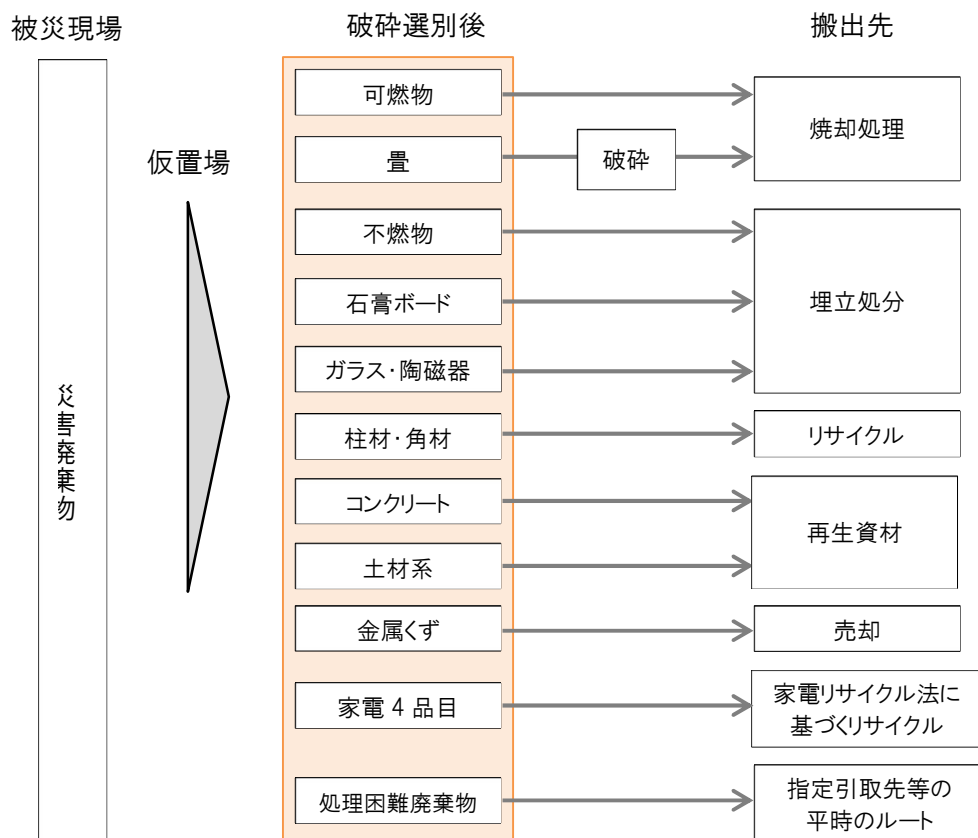 被災現場
破砕選別後
搬出先
仮置場
災害廃棄物
可燃物
畳
破砕
焼却処理
不燃物
石膏ボード
ガラス・陶磁器
埋立処分
柱材・角材
リサイクル
コンクリート
土材系
再生資材
金属くず
売却
家電 4 品目
家電リサイクル法に
基づくリサイクル
処理困難廃棄物
指定引取先等の
平時のルート